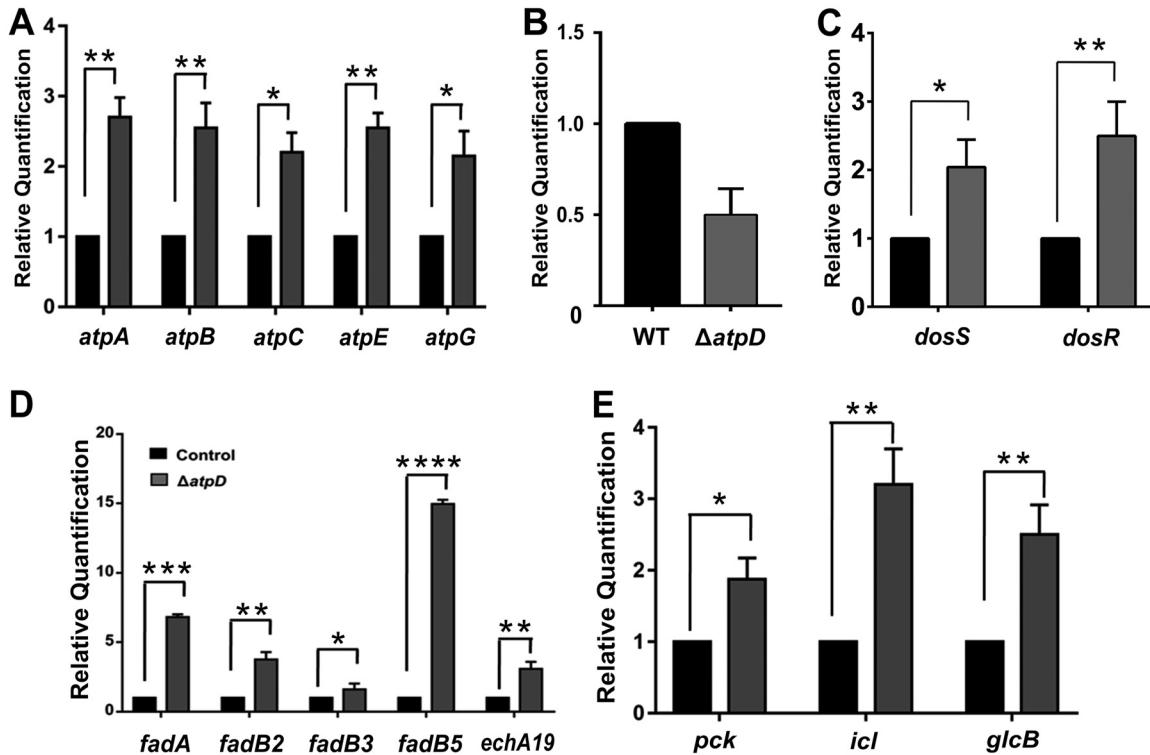 A
Relative Quantification
4
3
2
1
0
** ** * ** *
atpA atpB atpC atpE atpG
B
Relative Quantification
1.5
1.0
0.5
0
WT ΔatpD
C
Relative Quantification
4
3
2
1
0
* **
dosS dosR
D
Relative Quantification
20
15
10
5
0
Control
ΔatpD
*** ** * **** **
fadA fadB2 fadB3 fadB5 echA19
E
Relative Quantification
4
3
2
1
0
* ** **
pck icl glcB